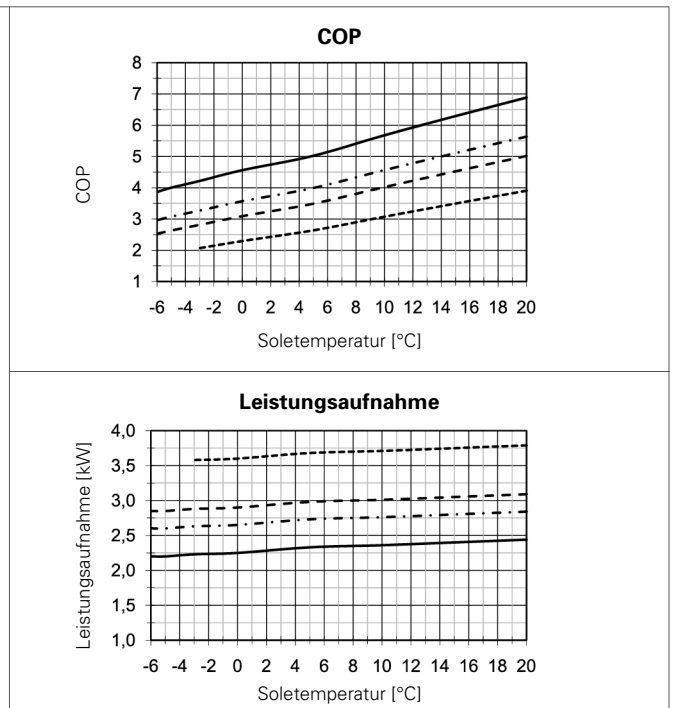 COP
8
7
6
5
4
3
2
1
COP
-6 -4 -2 0 2 4 6 8 10 12 14 16 18 20
Soletemperatur [°C]
Leistungsaufnahme
4,0
3,5
3,0
2,5
2,0
1,5
1,0
Leistungsaufnahme [kW]
-6 -4 -2 0 2 4 6 8 10 12 14 16 18 20
Soletemperatur [°C]